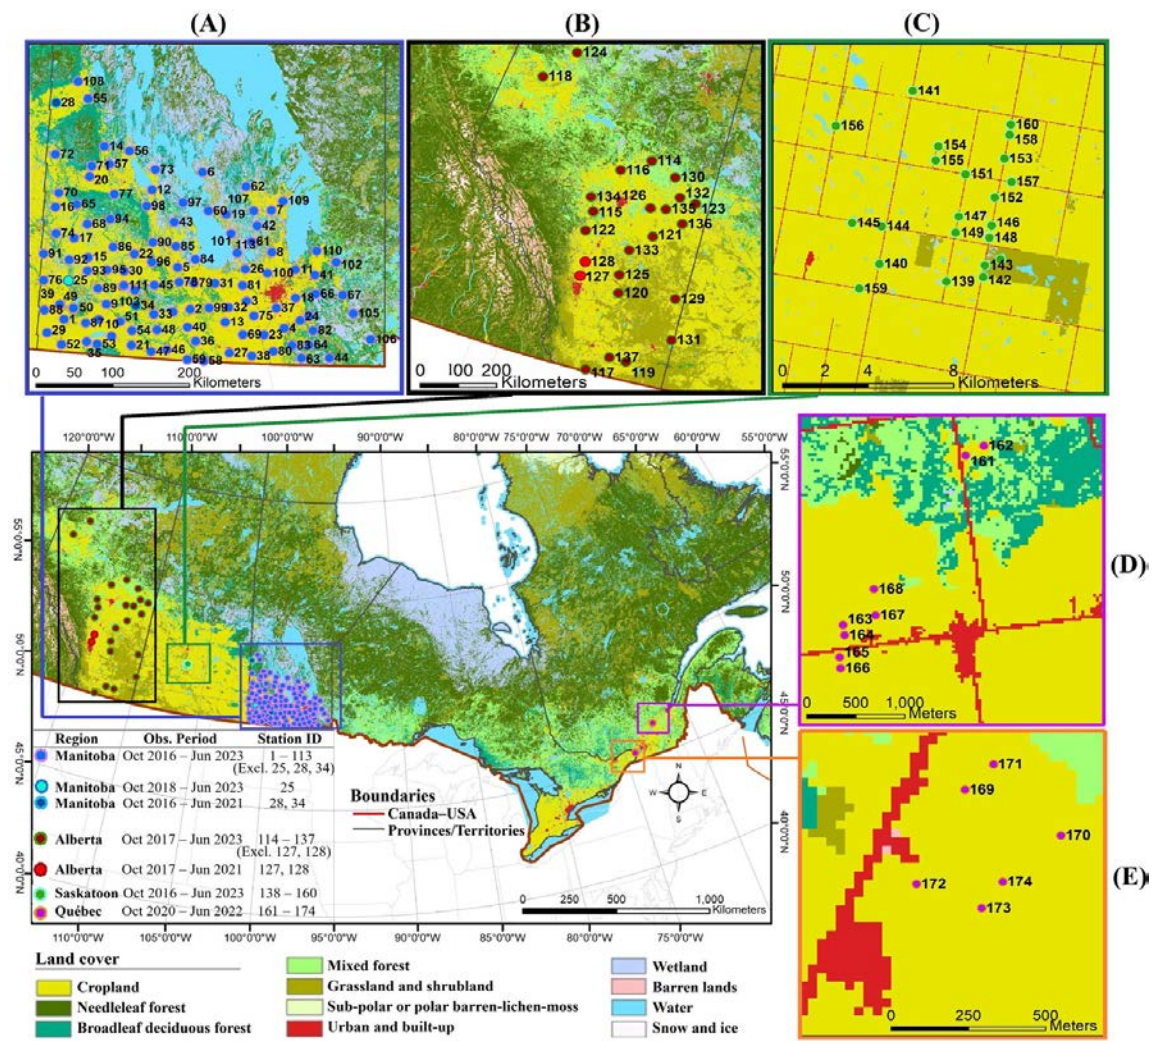 (A) (B) (C)
108
28 55
14 56
72 71 57 73 6
20
70 77 12 62
16 65 98 97 107 109
94 60 19 7
68 43 42
74 17 90 101 61
91 86 85 113 8 110
92 15 22 84
96 102
93 95 30 5 26 100 11
76 25 78 79 31 81 41
39 89 111 45
49 103 34 2 99 32 3 18 66 67
88 50 9 33 37
1 51 13 75 24 105
29 87 10 54 48 40 69 23 4 82
52 53 21 36 83 64 106
35 47 46 27 38 80
59 58 63 44
0 100 200
Kilometers
124
118
114
116
130
134 126 132
115 135 123
122 136
121
133
128
127 125
120
129
131
137
117 119
0 100 200
Kilometers
141
156 160
158
154
155 153
151
157
152
147
145 144 146
149 148
140 143
139 142
159
0 2 4 8
Kilometers
120°0'0"W 110°0'0"W 100°0'0"W 80°0'0"W 75°0'0"W 70°0'0"W 65°0'0"W 60°0'0"W 55°0'0"W
55°0'0"N 50°0'0"N 45°0'0"N 40°0'0"N
55°0'0"N 50°0'0"N 45°0'0"N 40°0'0"N
Region Obs. Period Station ID
Manitoba Oct 2016 – Jun 2023 1 – 113
(Excl. 25, 28, 34)
Manitoba Oct 2018 – Jun 2023 25
Manitoba Oct 2016 – Jun 2021 28, 34
Alberta Oct 2017 – Jun 2023 114 – 137
(Excl. 127, 128)
Alberta Oct 2017 – Jun 2021 127, 128
Saskatoon Oct 2016 – Jun 2023 138 – 160
Québec Oct 2020 – Jun 2022 161 – 174
Boundaries
Canada–USA
Provinces/Territories
N
W E
S
0 250 500 1,000
Kilometers
110°0'0"W 105°0'0"W 100°0'0"W 95°0'0"W 90°0'0"W 85°0'0"W 80°0'0"W 75°0'0"W
162
161
168
167
163
164
165
166
0 500 1,000
Meters
(D)
171
169
170
172 174
173
0 250 500
Meters
(E)
Land cover
Cropland
Needleleaf forest
Broadleaf deciduous forest
Mixed forest
Grassland and shrubland
Sub-polar or polar barren-lichen-moss
Urban and built-up
Wetland
Barren lands
Water
Snow and ice